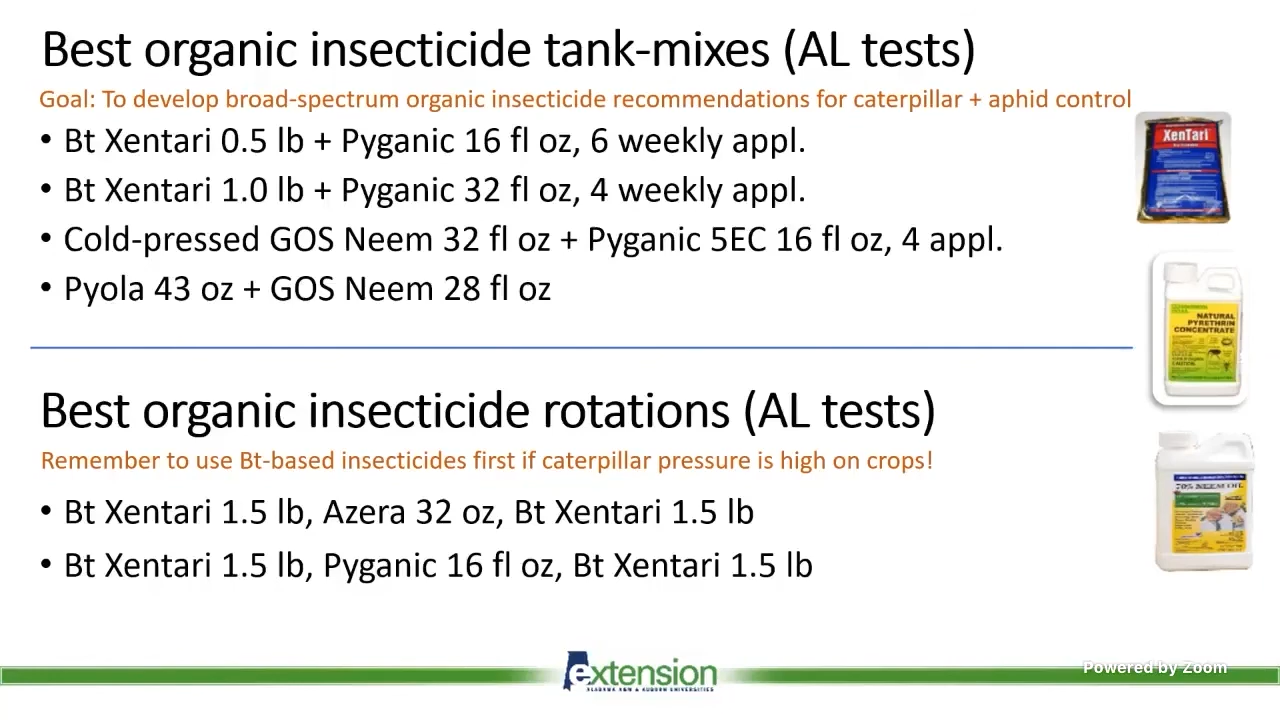 Best organic insecticide tank-mixes (AL tests)
Goal: To develop broad-spectrum organic insecticide recommendations for caterpillar + aphid control
• Bt Xentari 0.5 lb + Pyganic 16 fl oz, 6 weekly appl.
• Bt Xentari 1.0 lb + Pyganic 32 fl oz, 4 weekly appl.
• Cold-pressed GOS Neem 32 fl oz + Pyganic 5EC 16 fl oz, 4 appl.
• Pyola 43 oz + GOS Neem 28 fl oz
XenTari
NATURAL
PYRETHRIN
CONCENTRATE
Best organic insecticide rotations (AL tests)
Remember to use Bt-based insecticides first if caterpillar pressure is high on crops!
• Bt Xentari 1.5 lb, Azera 32 oz, Bt Xentari 1.5 lb
• Bt Xentari 1.5 lb, Pyganic 16 fl oz, Bt Xentari 1.5 lb
70% NEEM OIL
extension
ALABAMA A&M & AUBURN UNIVERSITIES
Powered by Zoom